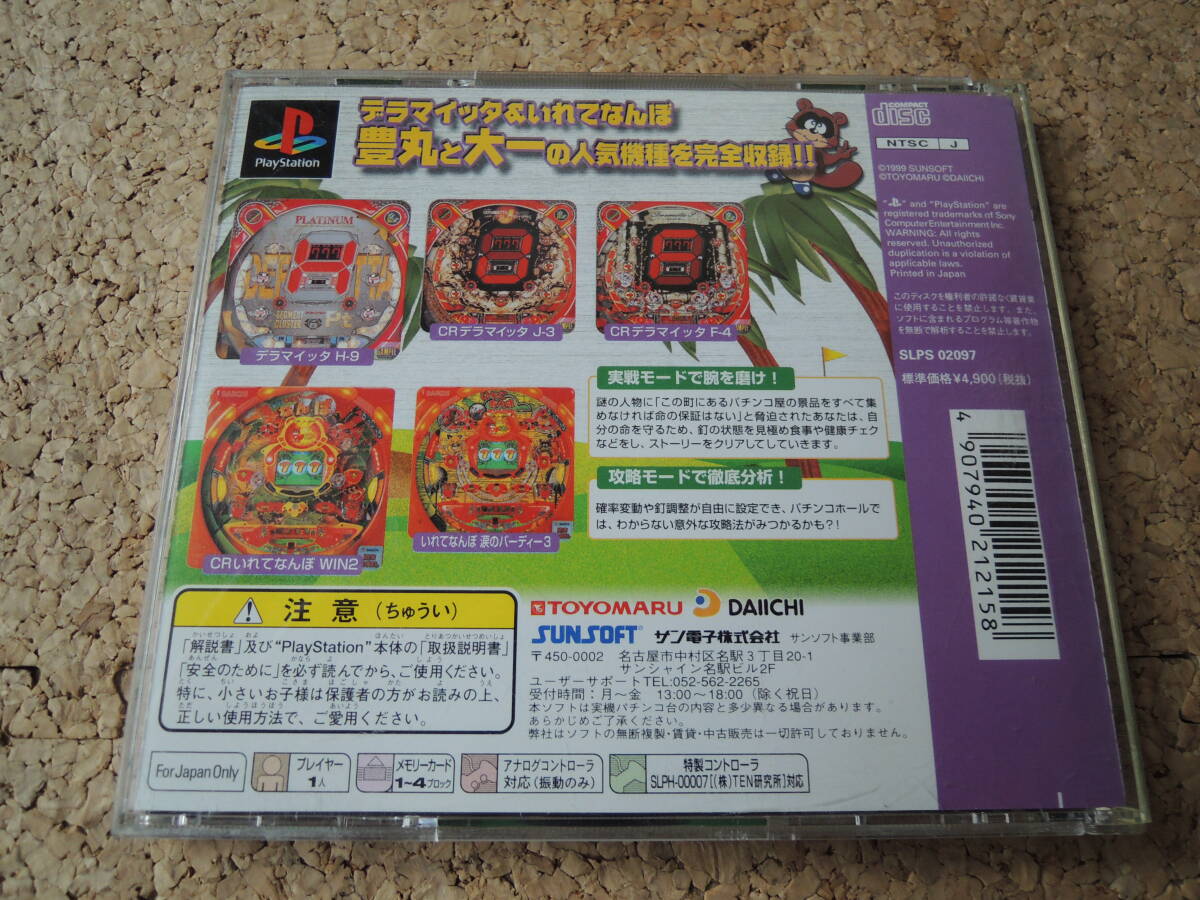 PlayStation
デラマイッタ&いれてなんぼ
豊丸と大一の人気機種を完全収録!!
PLATINUM
デラマイッタ H-9
CRデラマイッタ J-3
CRデラマイッタ F-4
CRいれてなんぼ WIN2
いれてなんぼ 涙のバーディー3
実戦モードで腕を磨け!
謎の人物に「この町にあるパチンコ屋の景品をすべて集
めなければ命の保証はない」と脅迫されたあなたは、自
分の命を守るため、釘の状態を見極め食事や健康チェク
などをし、ストーリーをクリアしてしていきます。
攻略モードで徹底分析!
確率変動や釘調整が自由に設定でき、パチンコホールで
は、わからない意外な攻略法がみつかるかも?!
COMPACT
disc
NTSC J
©1999 SUNSOFT
©TOYOMARU ©DAIICHI
"PS" and "PlayStation" are
registered trademarks of Sony
Computer Entertainment Inc.
WARNING: All rights
reserved. Unauthorized
duplication is a violation of
applicable laws.
Printed in Japan
このディスクを権利者の許諾なく賃貸業
に使用することを禁止します。また、
ソフトに含まれるプログラム等著作物
を無断で解析することを禁止します。
SLPS 02097
標準価格¥4,900(税抜)
4 907940 212158
注意(ちゅうい)
「解説書」及び"PlayStation"本体の「取扱説明書」
「安全のために」を必ず読んでから、ご使用ください。
特に、小さいお子様は保護者の方がお読みの上、
正しい使用方法で、ご愛用ください。
TOYOMARU DAIICHI
SUNSOFT サン電子株式会社 サンソフト事業部
〒450-0002 名古屋市中村区名駅3丁目20-1
サンシャイン名駅ビル2F
ユーザーサポートTEL:052-562-2265
受付時間:月〜金 13:00〜18:00(除く祝日)
本ソフトは実機パチンコ台の内容と多少異なる場合があります。
あらかじめご了承ください。
弊社はソフトの無断複製・賃貸・中古販売は一切許可しておりません。
For Japan Only
プレイヤー
1人
メモリーカード
1〜4ブロック
アナログコントローラ
対応(振動のみ)
特製コントローラ
SLPH-00007[(株)TEN研究所]対応